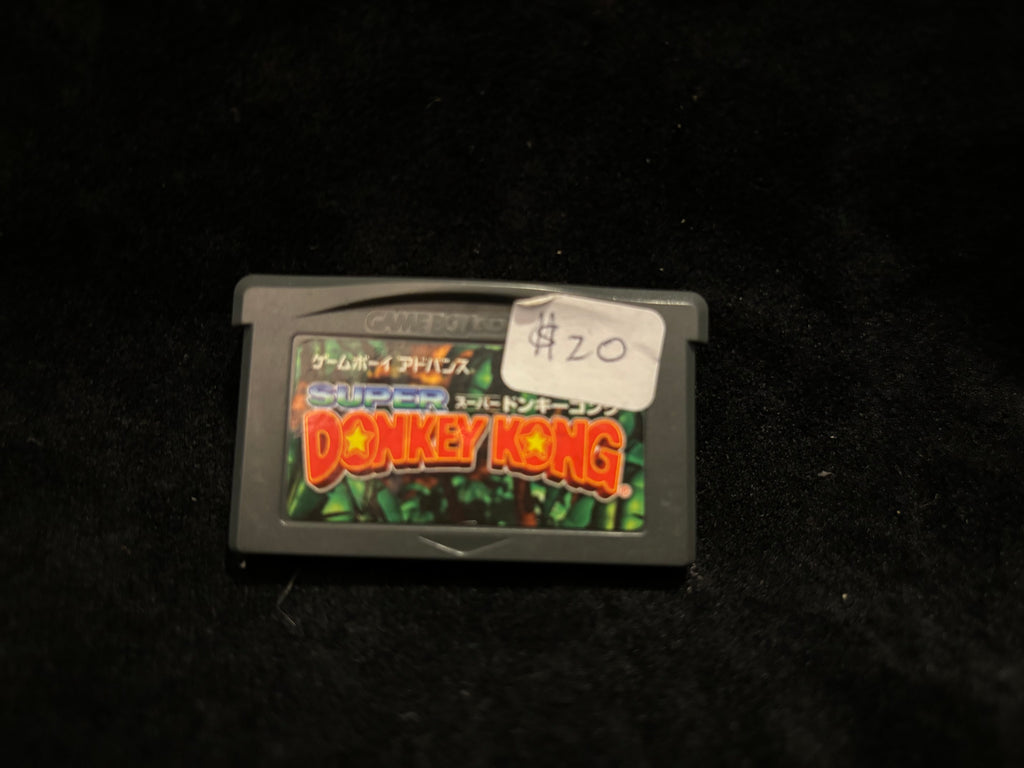 GAME BOY
$20
ゲームボーイ アドバンス
SUPER スーパードンキーコング
DONKEY KONG®